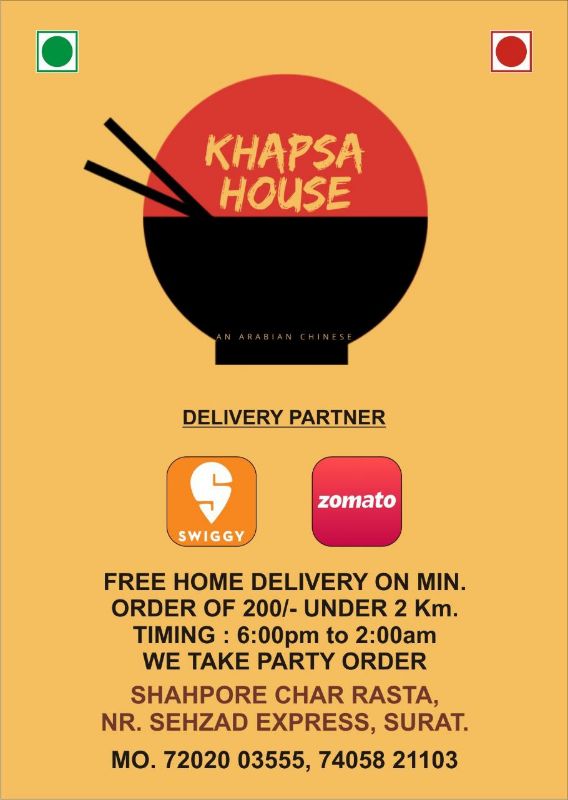 KHAPSA
HOUSE
AN ARABIAN CHINESE
DELIVERY PARTNER
SWIGGY
zomato
FREE HOME DELIVERY ON MIN.
ORDER OF 200/- UNDER 2 Km.
TIMING : 6:00pm to 2:00am
WE TAKE PARTY ORDER
SHAHPORE CHAR RASTA,
NR. SEHZAD EXPRESS, SURAT.
MO. 72020 03555, 74058 21103